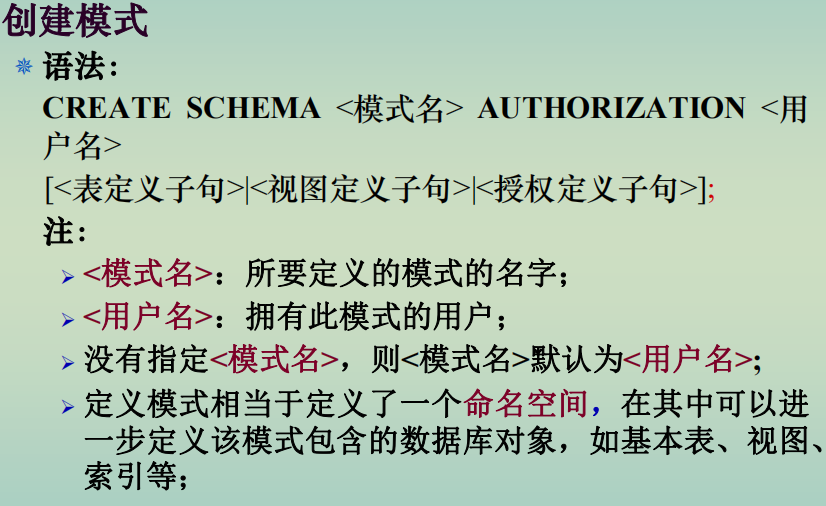 创建模式
语法：
CREATE SCHEMA <模式名> AUTHORIZATION <用
户名>
[<表定义子句>|<视图定义子句>|<授权定义子句>];
注：
<模式名>：所要定义的模式的名字；
<用户名>：拥有此模式的用户；
没有指定<模式名>，则<模式名>默认为<用户名>;
定义模式相当于定义了一个命名空间，在其中可以进
一步定义该模式包含的数据库对象，如基本表、视图、
索引等；